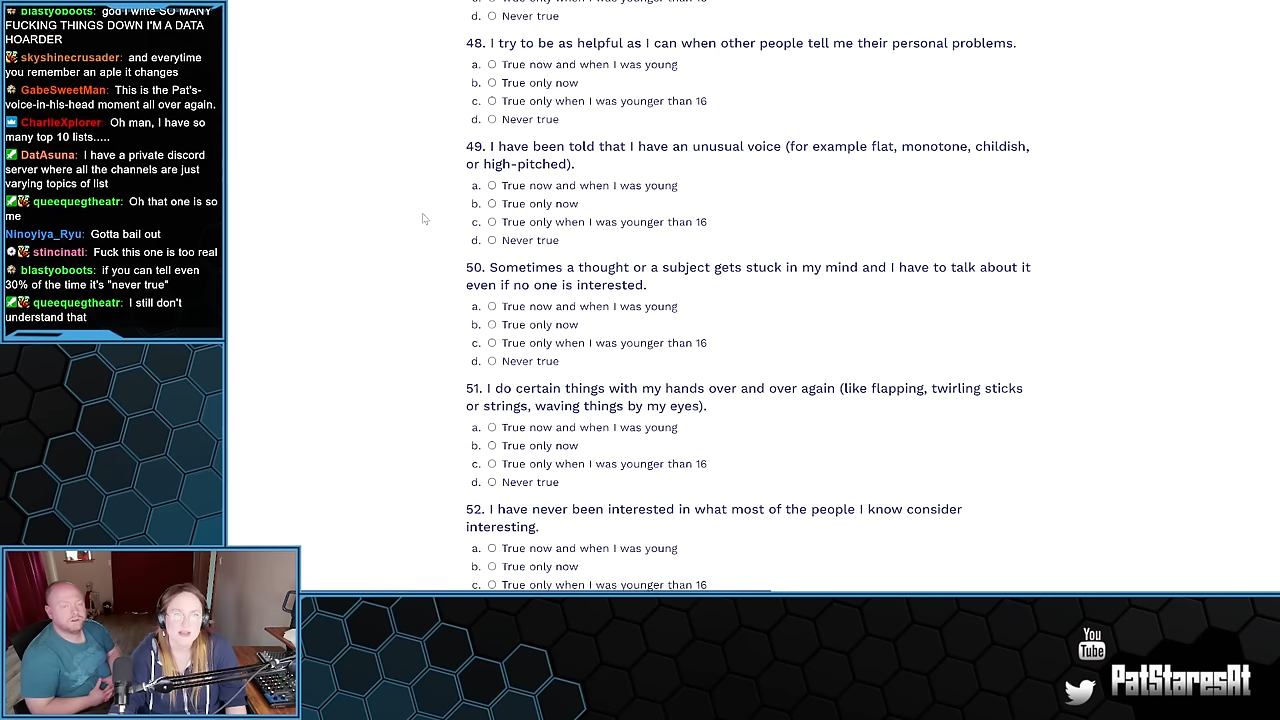 blastyoboots: god I write SO MANY
FUCKING THINGS DOWN I'M A DATA
HOARDER
skyshinecrusader: and everytime
you remember an aple it changes
GabeSweetMan: This is the Pat's-
voice-in-his-head moment all over again.
CharlieXplorer: Oh man, I have so
many top 10 lists.....
DatAsuna: I have a private discord
server where all the channels are just
varying topics of list
queequegtheatr: Oh that one is so
me
Ninoyiya_Ryu: Gotta bail out
stincinati: Fuck this one is too real
blastyoboots: if you can tell even
30% of the time it's "never true"
queequegtheatr: I still don't
understand that
d. Never true
48. I try to be as helpful as I can when other people tell me their personal problems.
a. True now and when I was young
b. True only now
c. True only when I was younger than 16
d. Never true
49. I have been told that I have an unusual voice (for example flat, monotone, childish,
or high-pitched).
a. True now and when I was young
b. True only now
c. True only when I was younger than 16
d. Never true
50. Sometimes a thought or a subject gets stuck in my mind and I have to talk about it
even if no one is interested.
a. True now and when I was young
b. True only now
c. True only when I was younger than 16
d. Never true
51. I do certain things with my hands over and over again (like flapping, twirling sticks
or strings, waving things by my eyes).
a. True now and when I was young
b. True only now
c. True only when I was younger than 16
d. Never true
52. I have never been interested in what most of the people I know consider
interesting.
a. True now and when I was young
b. True only now
c. True only when I was younger than 16
You
Tube
PatStaresAt